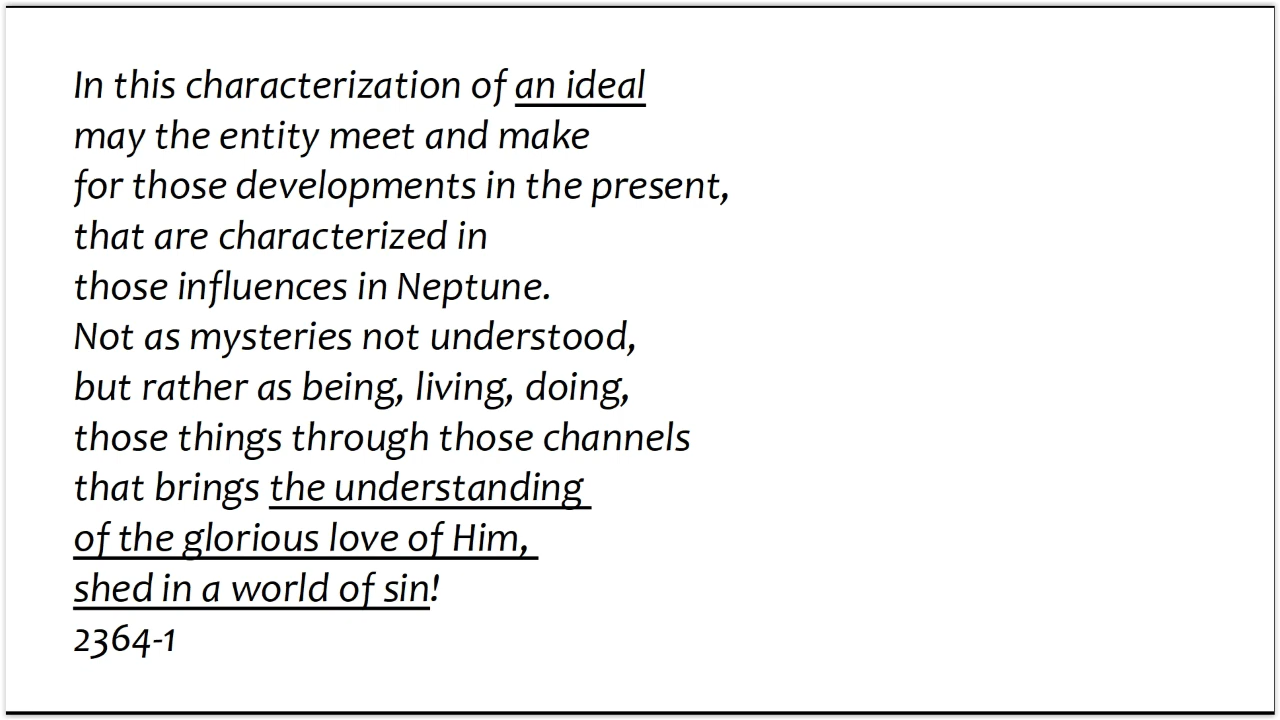 In this characterization of an ideal
may the entity meet and make
for those developments in the present,
that are characterized in
those influences in Neptune.
Not as mysteries not understood,
but rather as being, living, doing,
those things through those channels
that brings the understanding
of the glorious love of Him,
shed in a world of sin!
2364-1